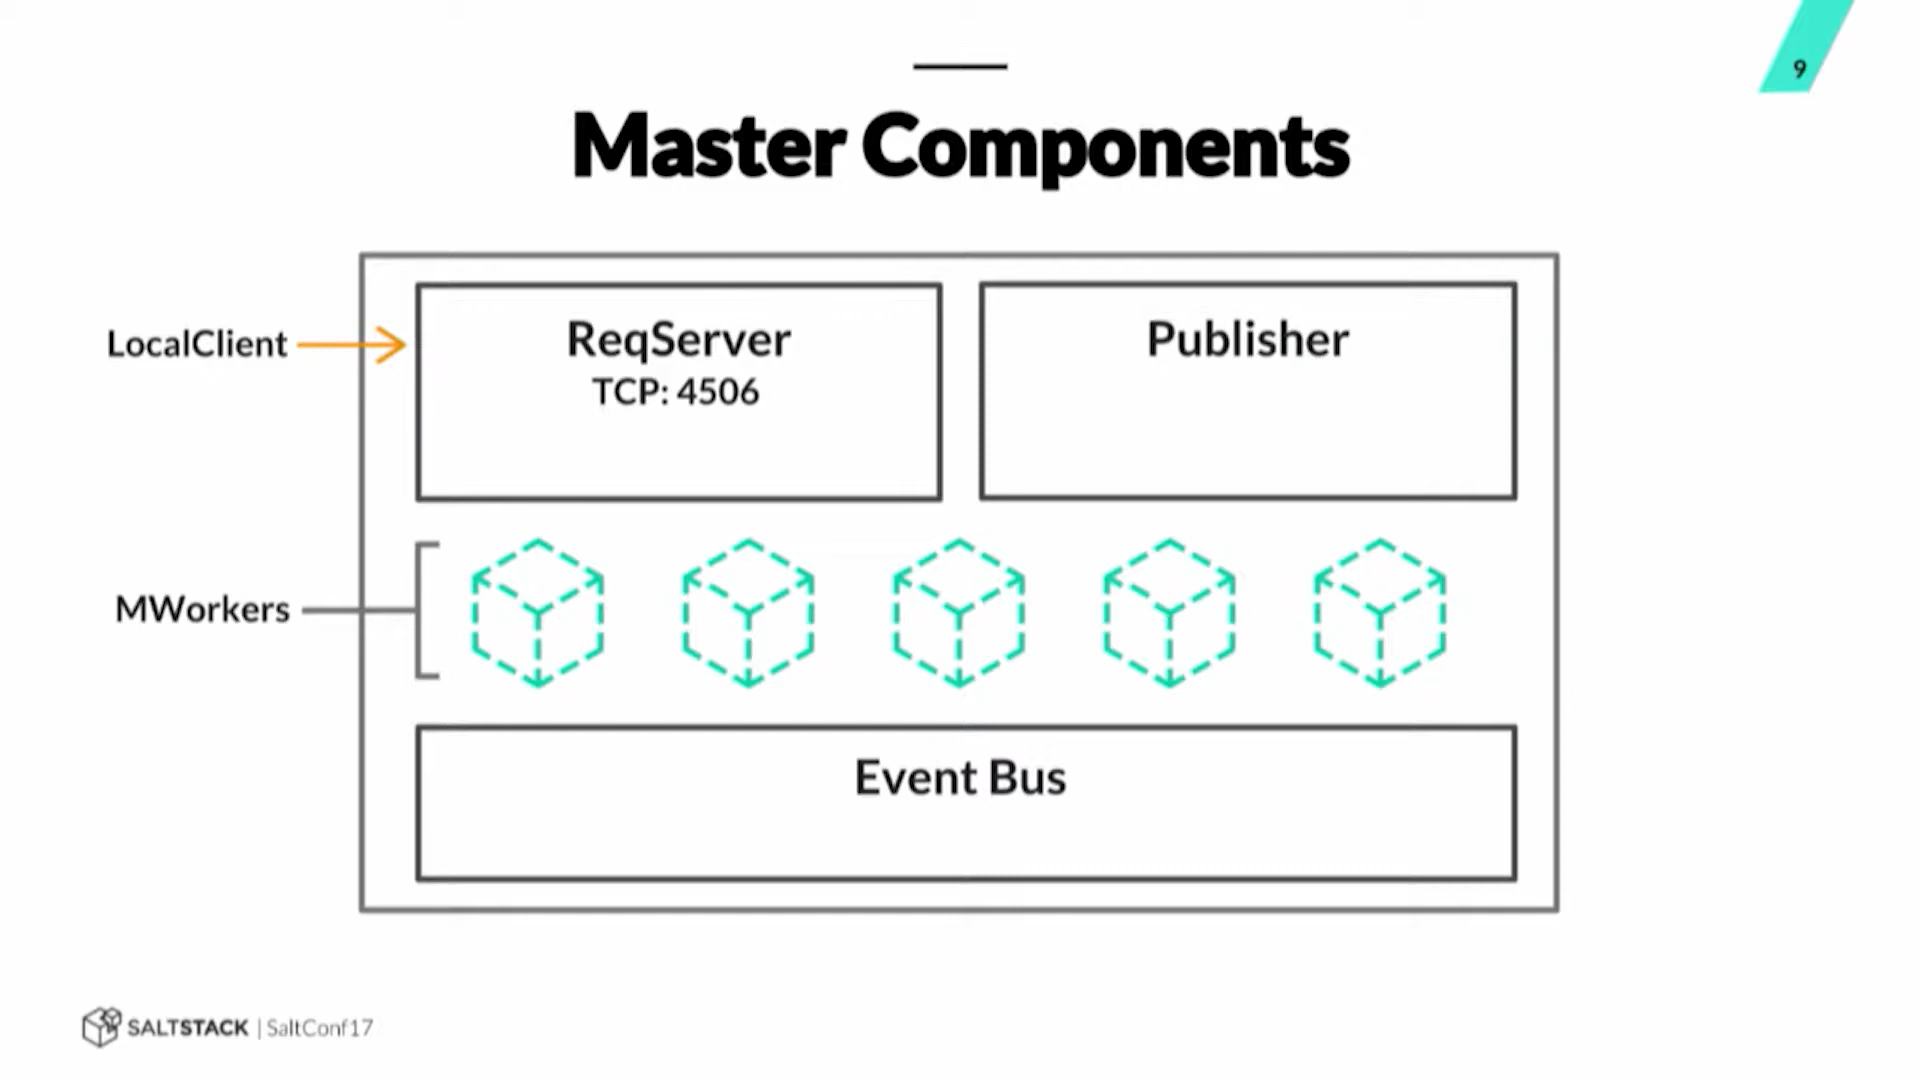 9
Master Components
LocalClient
ReqServer
TCP: 4506
Publisher
MWorkers
Event Bus
SALTSTACK | SaltConf17